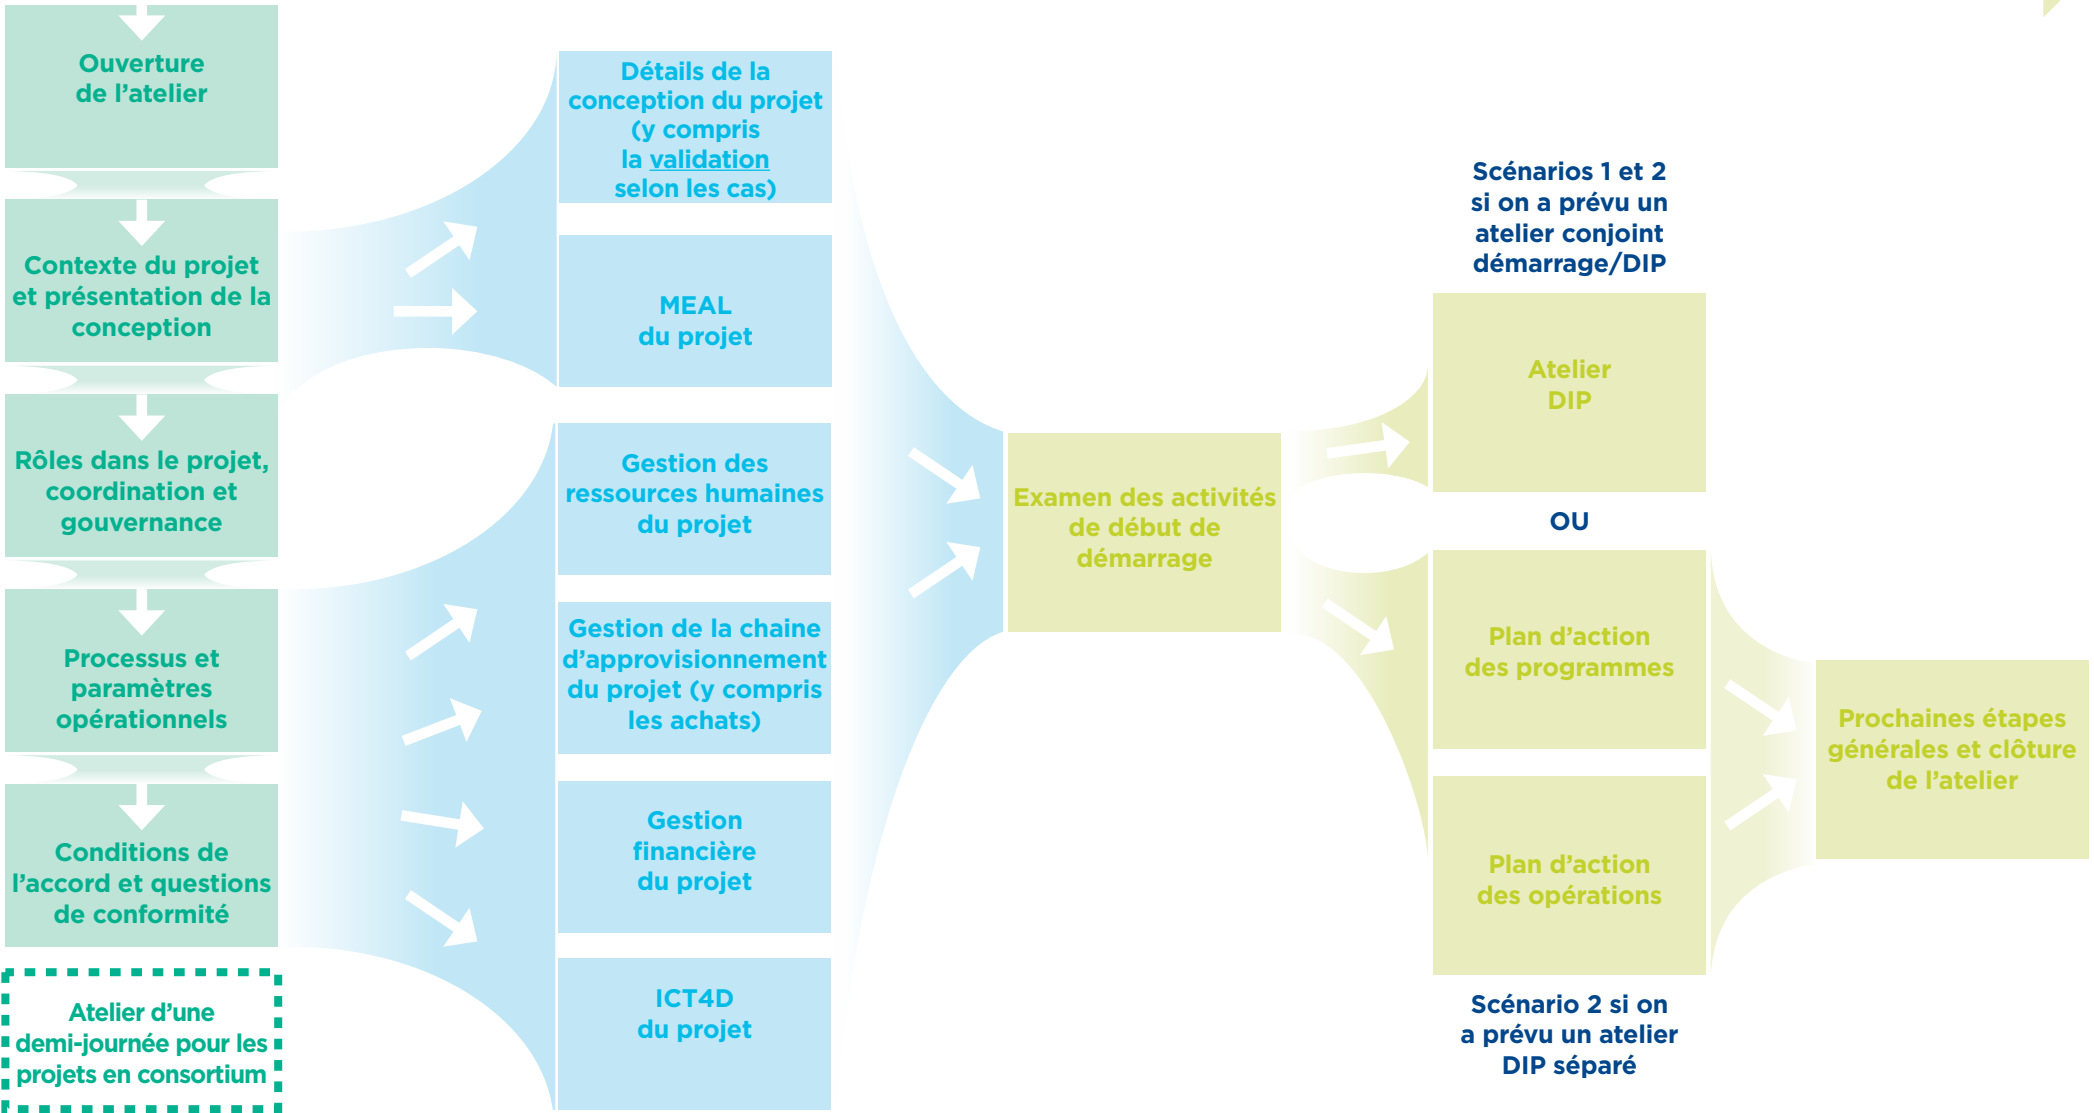 Ouverture
de l’atelier
Contexte du projet
et présentation de la
conception
Rôles dans le projet,
coordination et
gouvernance
Processus et
paramètres
opérationnels
Conditions de
l’accord et questions
de conformité
Atelier d’une
demi-journée pour les
projets en consortium
Détails de la
conception du projet
(y compris
la validation
selon les cas)
MEAL
du projet
Gestion des
ressources humaines
du projet
Gestion de la chaine
d’approvisionnement
du projet (y compris
les achats)
Gestion
financière
du projet
ICT4D
du projet
Examen des activités
de début de
démarrage
Scénarios 1 et 2
si on a prévu un
atelier conjoint
démarrage/DIP
Atelier
DIP
OU
Plan d’action
des programmes
Plan d’action
des opérations
Scénario 2 si on
a prévu un atelier
DIP séparé
Prochaines étapes
générales et clôture
de l’atelier